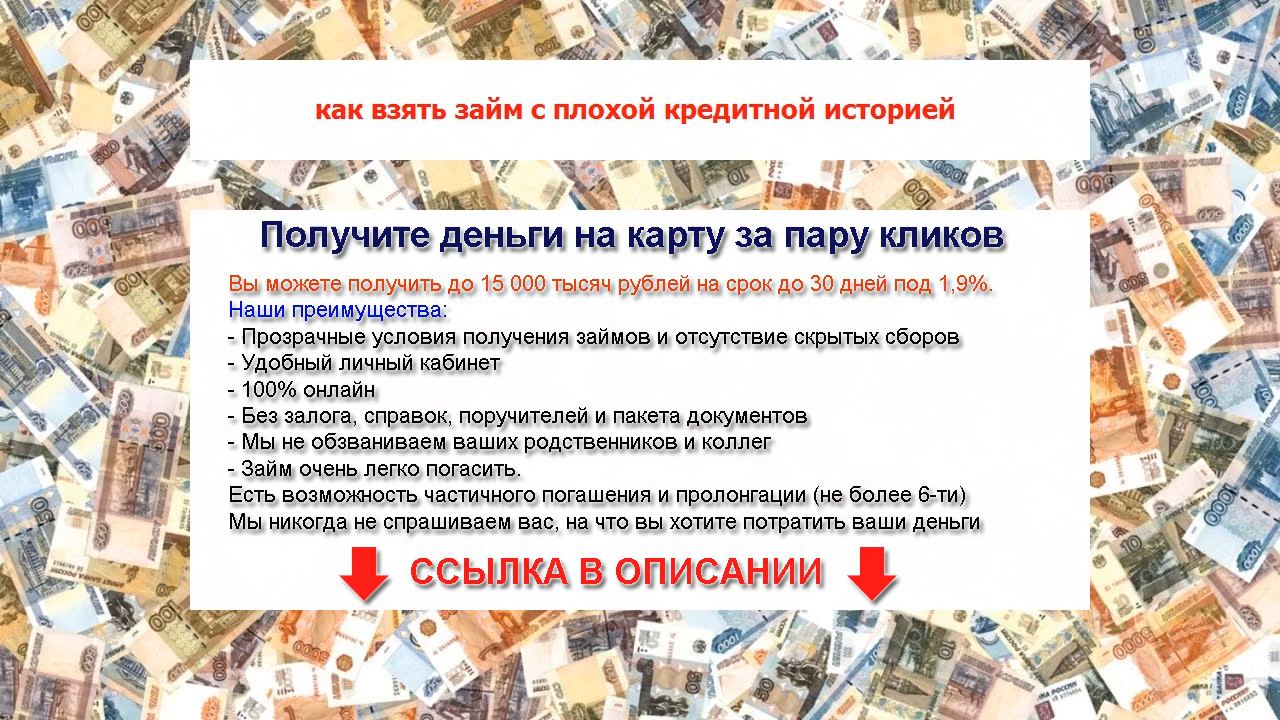 как взять займ с плохой кредитной историей
Получите деньги на карту за пару кликов
Вы можете получить до 15 000 тысяч рублей на срок до 30 дней под 1,9%.
Наши преимущества:
- Прозрачные условия получения займов и отсутствие скрытых сборов
- Удобный личный кабинет
- 100% онлайн
- Без залога, справок, поручителей и пакета документов
- Мы не обзваниваем ваших родственников и коллег
- Займ очень легко погасить.
Есть возможность частичного погашения и пролонгации (не более 6-ти)
Мы никогда не спрашиваем вас, на что вы хотите потратить ваши деньги
ССЫЛКА В ОПИСАНИИ